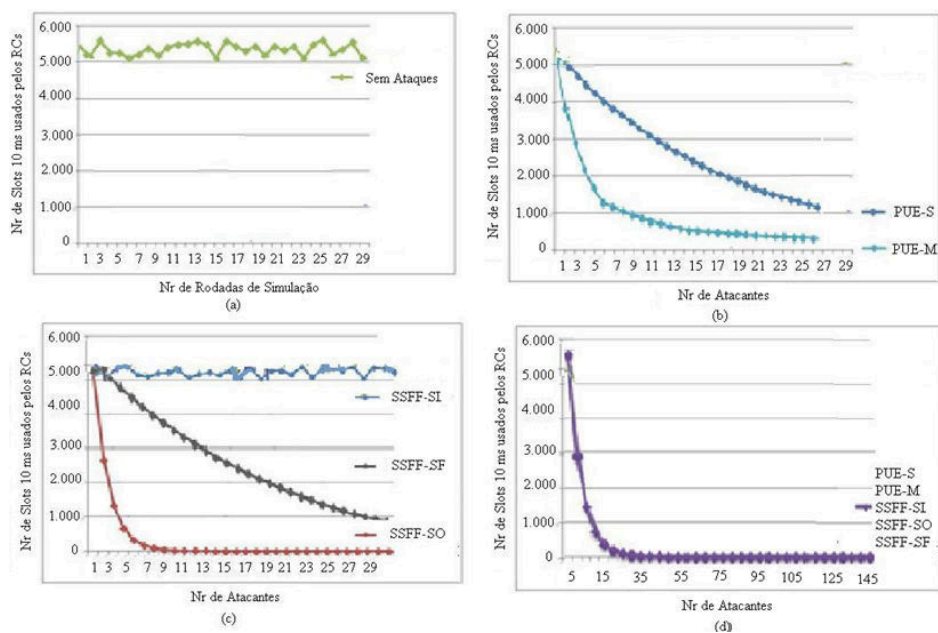 Nr de Slots 10 ms usados pelos RCs
6.000
5.000
4.000
3.000
2.000
1.000
0
1 3 5 7 9 11 13 15 17 19 21 23 25 27 29
Sem Ataques
Nr de Rodadas de Simulação
(a)
Nr de Slots 10 ms usados pelos RCs
6.000
5.000
4.000
3.000
2.000
1.000
0
1 3 5 7 9 11 13 15 17 19 21 23 25 27 29
PUE-S
PUE-M
Nr de Atacantes
(b)
Nr de Slots 10 ms usados pelos RCs
6.000
5.000
4.000
3.000
2.000
1.000
0
1 3 5 7 9 11 13 15 17 19 21 23 25 27 29
SSFF-SI
SSFF-SF
SSFF-SO
Nr de Atacantes
(c)
Nr de Slots 10 ms usados pelos RCs
6.000
5.000
4.000
3.000
2.000
1.000
0
5 15 35 55 75 95 105 125 145
PUE-S
PUE-M
SSFF-SI
SSFF-SO
SSFF-SF
Nr de Atacantes
(d)